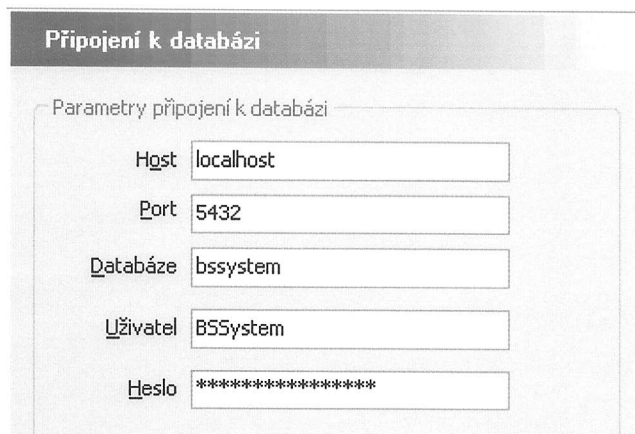 Připojení k databázi
Parametry připojení k databázi
Host localhost
Port 5432
Databáze bssystem
Uživatel BSSystem
Heslo ****************